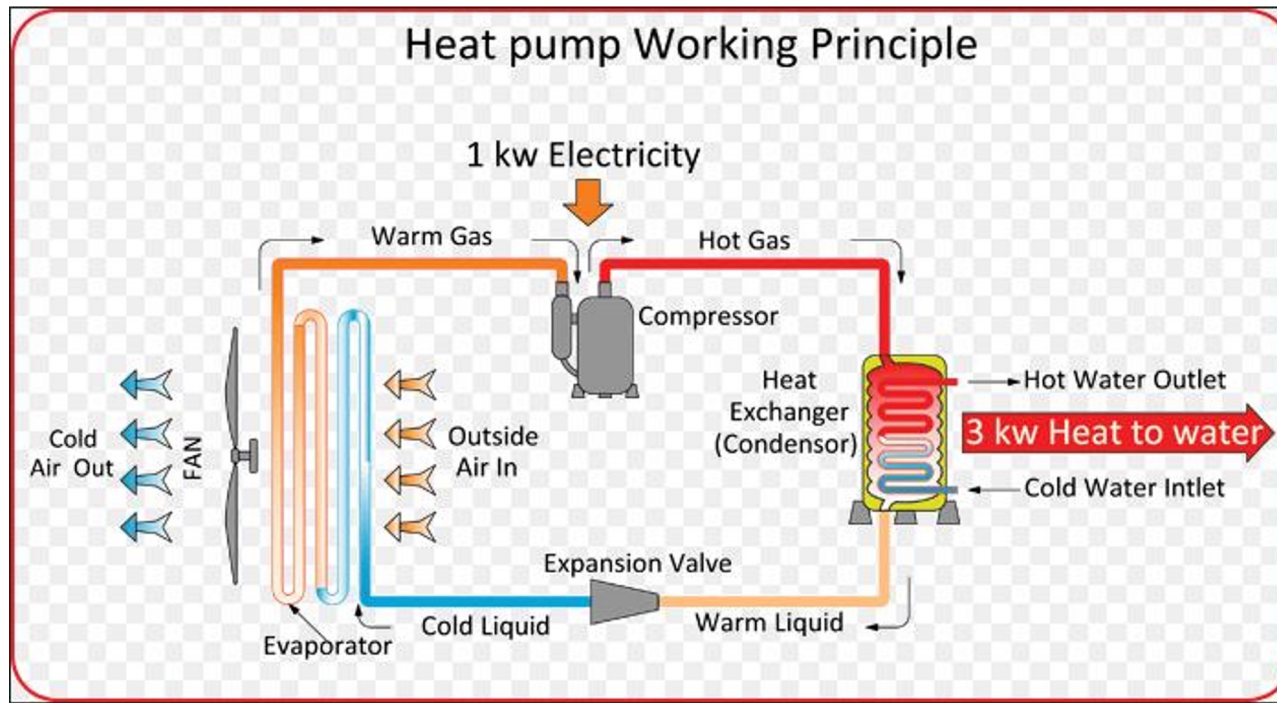 Heat pump Working Principle
1 kw Electricity
Warm Gas
Hot Gas
Compressor
Heat
Exchanger
(Condensor)
Hot Water Outlet
3 kw Heat to water
Cold Water Intlet
Cold
Air Out
FAN
Outside
Air In
Expansion Valve
Cold Liquid
Warm Liquid
Evaporator